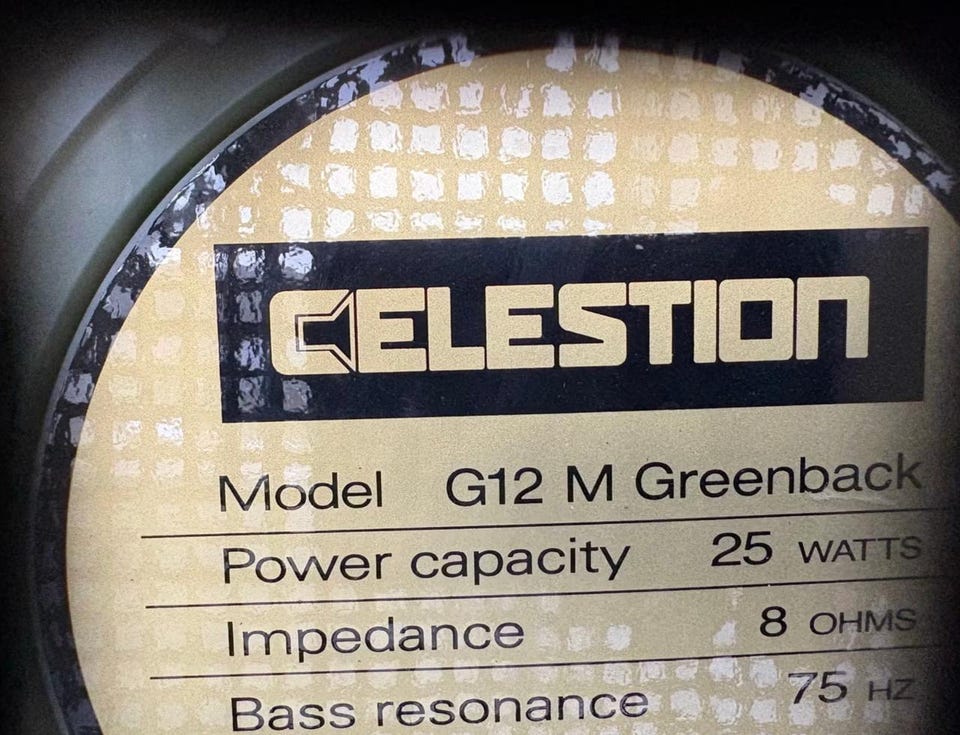 CELESTION
Model G12 M Greenback
Power capacity 25 WATTS
Impedance 8 OHMS
Bass resonance 75 HZ